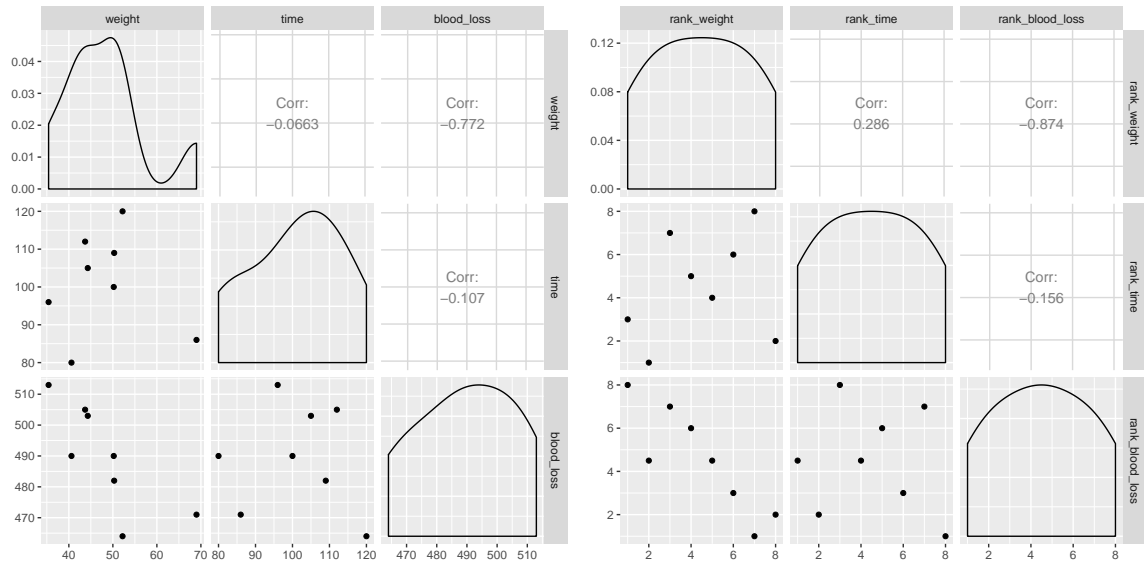 weight time blood_loss
0.04
0.03
0.02
0.01
0.00
Corr:
−0.0663
Corr:
−0.772
weight
120
110
100
90
80
Corr:
−0.107
time
510
500
490
480
470
blood_loss
40 50 60 70 80 90 100 110 120 470 480 490 500 510
rank_weight rank_time rank_blood_loss
0.12
0.08
0.04
0.00
Corr:
0.286
Corr:
−0.874
rank_weight
8
6
4
2
Corr:
−0.156
rank_time
8
6
4
2
rank_blood_loss
2 4 6 8 2 4 6 8 2 4 6 8